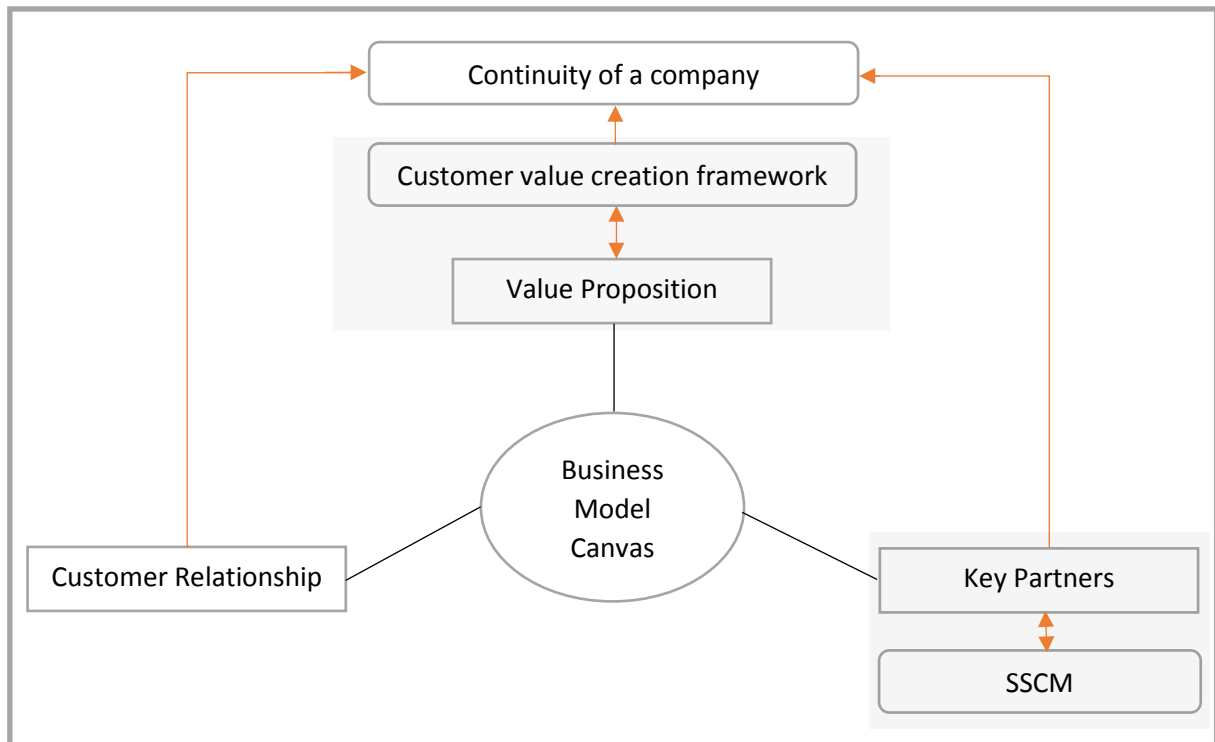 Continuity of a company
Customer value creation framework
Value Proposition
Business
Model
Canvas
Customer Relationship
Key Partners
SSCM